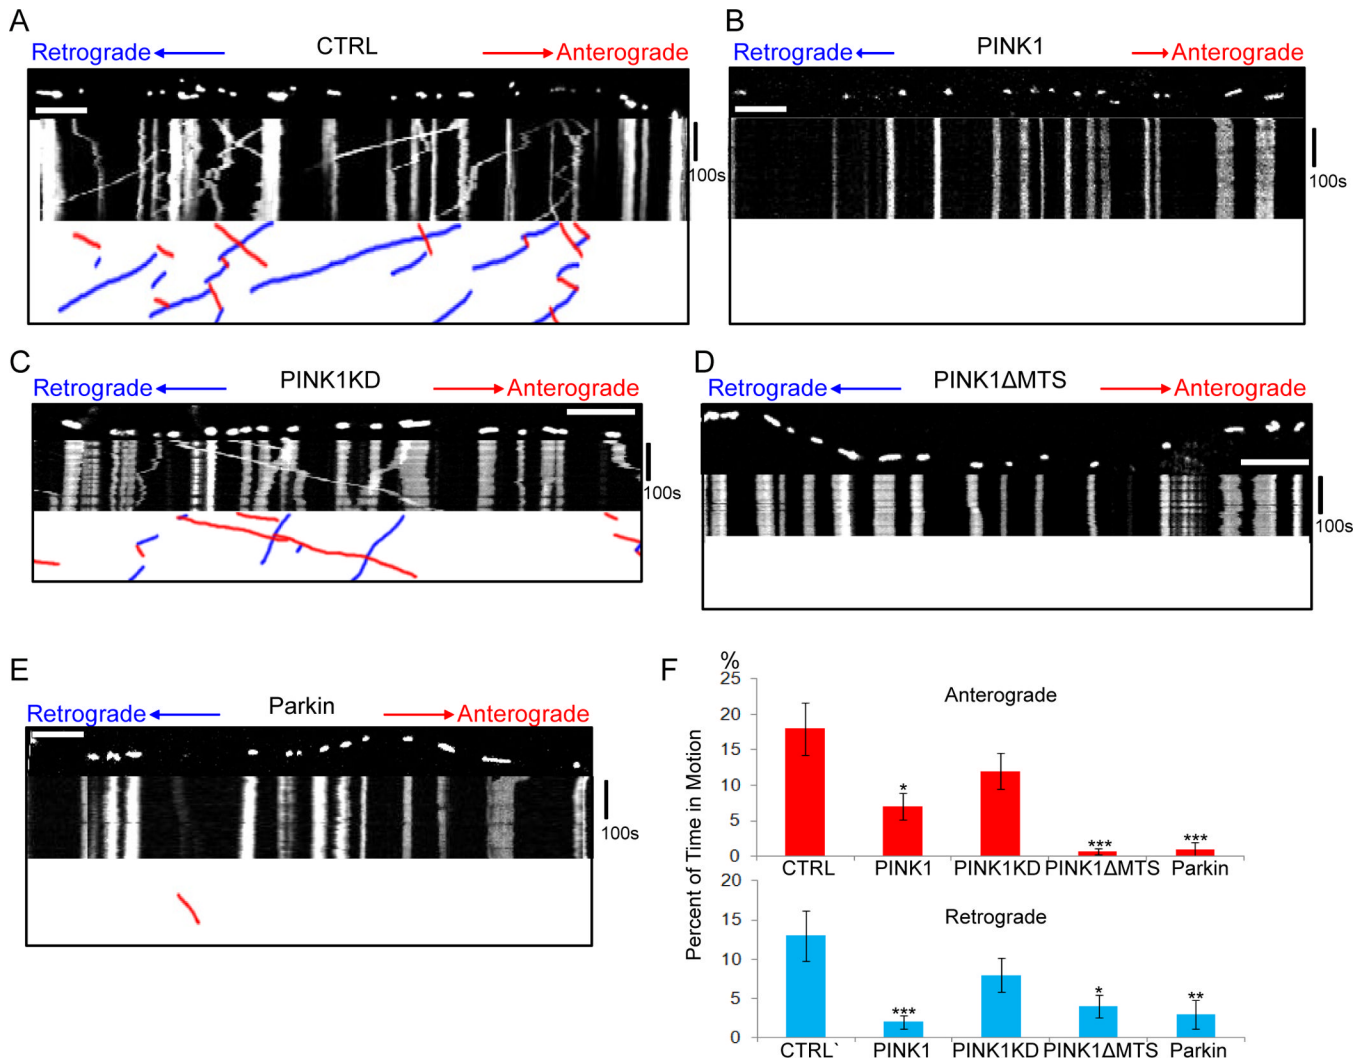 A
Retrograde CTRL Anterograde
100s
B
Retrograde PINK1 Anterograde
100s
C
Retrograde PINK1KD Anterograde
100s
D
Retrograde PINK1ΔMTS Anterograde
100s
E
Retrograde Parkin Anterograde
100s
F
%
Percent of Time in Motion
Anterograde
25
20
15
10
5
0
*
***
***
CTRL PINK1 PINK1KD PINK1ΔMTS Parkin
Retrograde
20
15
10
5
0
***
*
**
CTRL` PINK1 PINK1KD PINK1ΔMTS Parkin